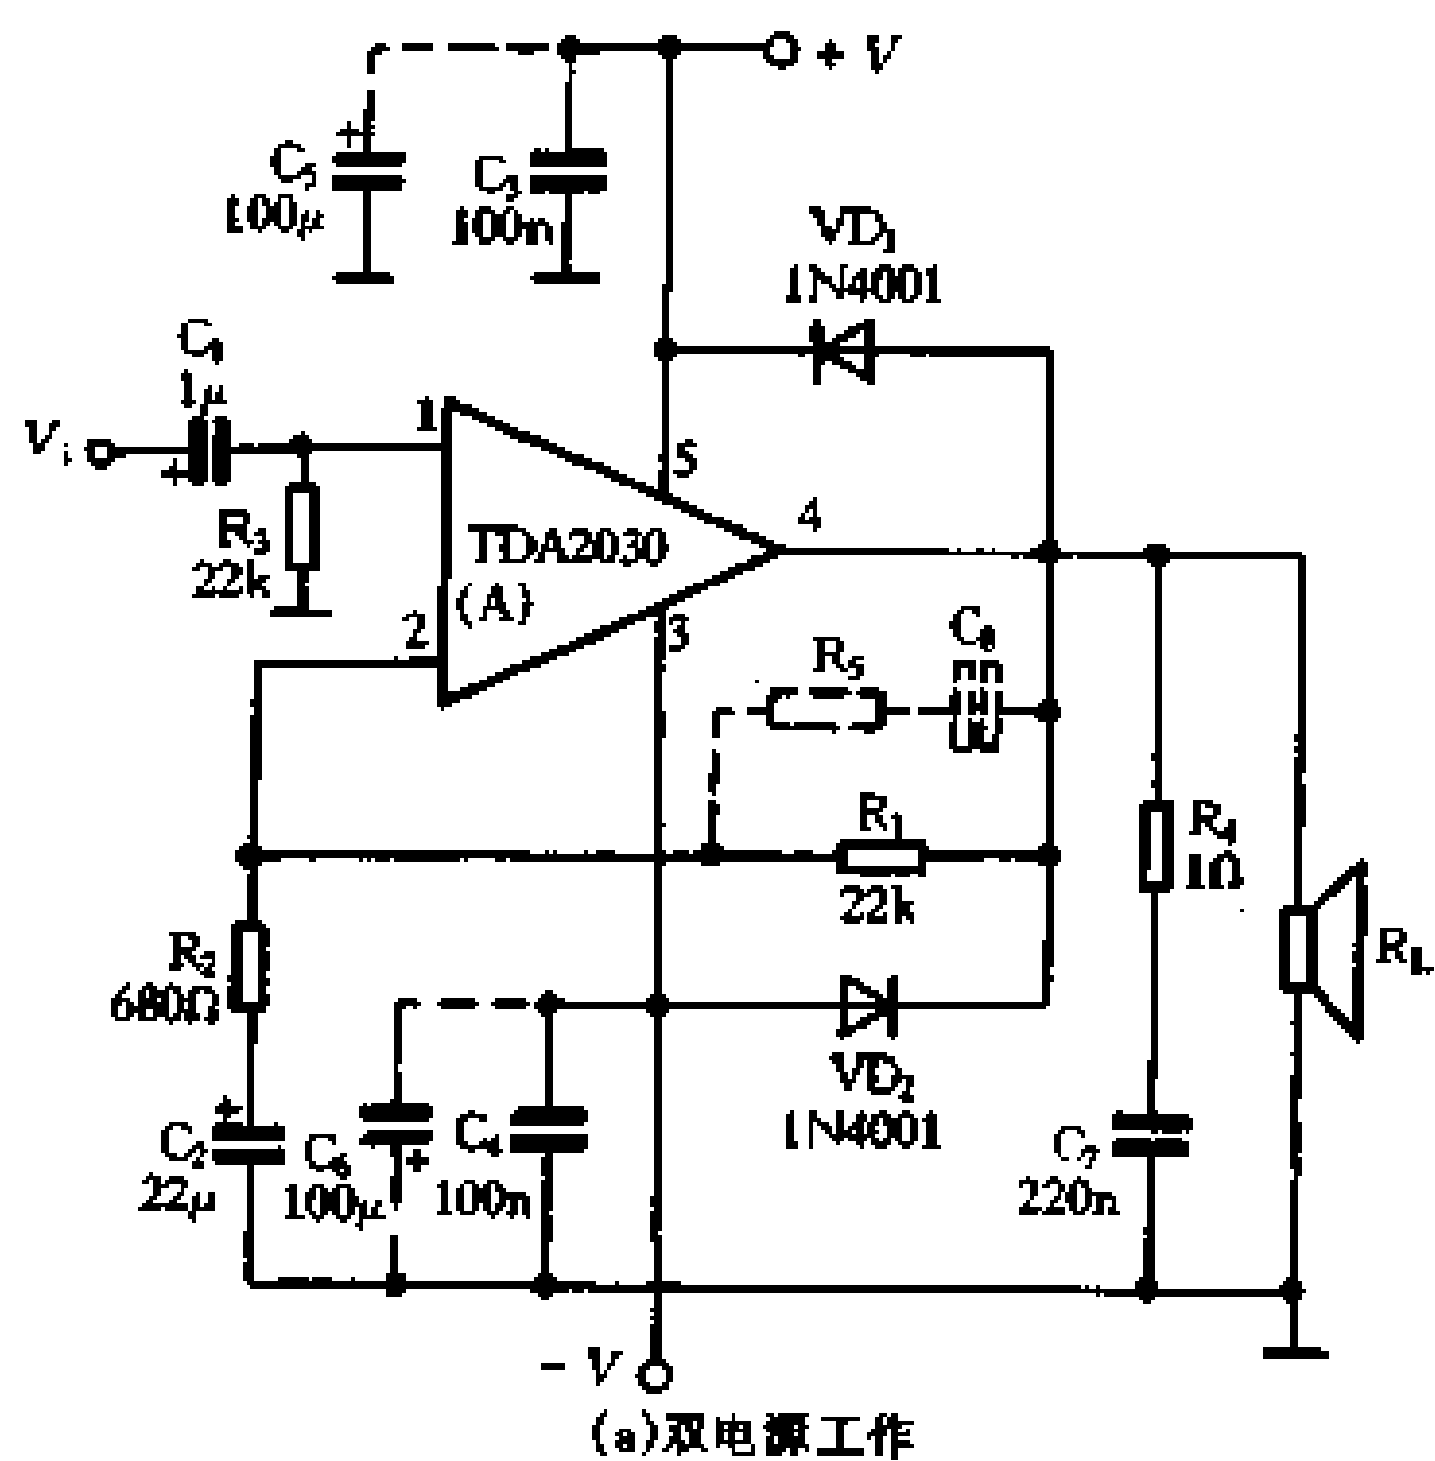 + V
C5
100μ
C3
100n
VD1
1N4001
C1
1μ
Vi
+
1
5
4
R3
22k
TDA2030
(A)
2
3
R5
C8
R1
22k
R4
1Ω
RL
R2
680Ω
VD2
1N4001
+
C2
22μ
C6
100μ
+
C4
100n
C7
220n
- V
(a)双电源工作